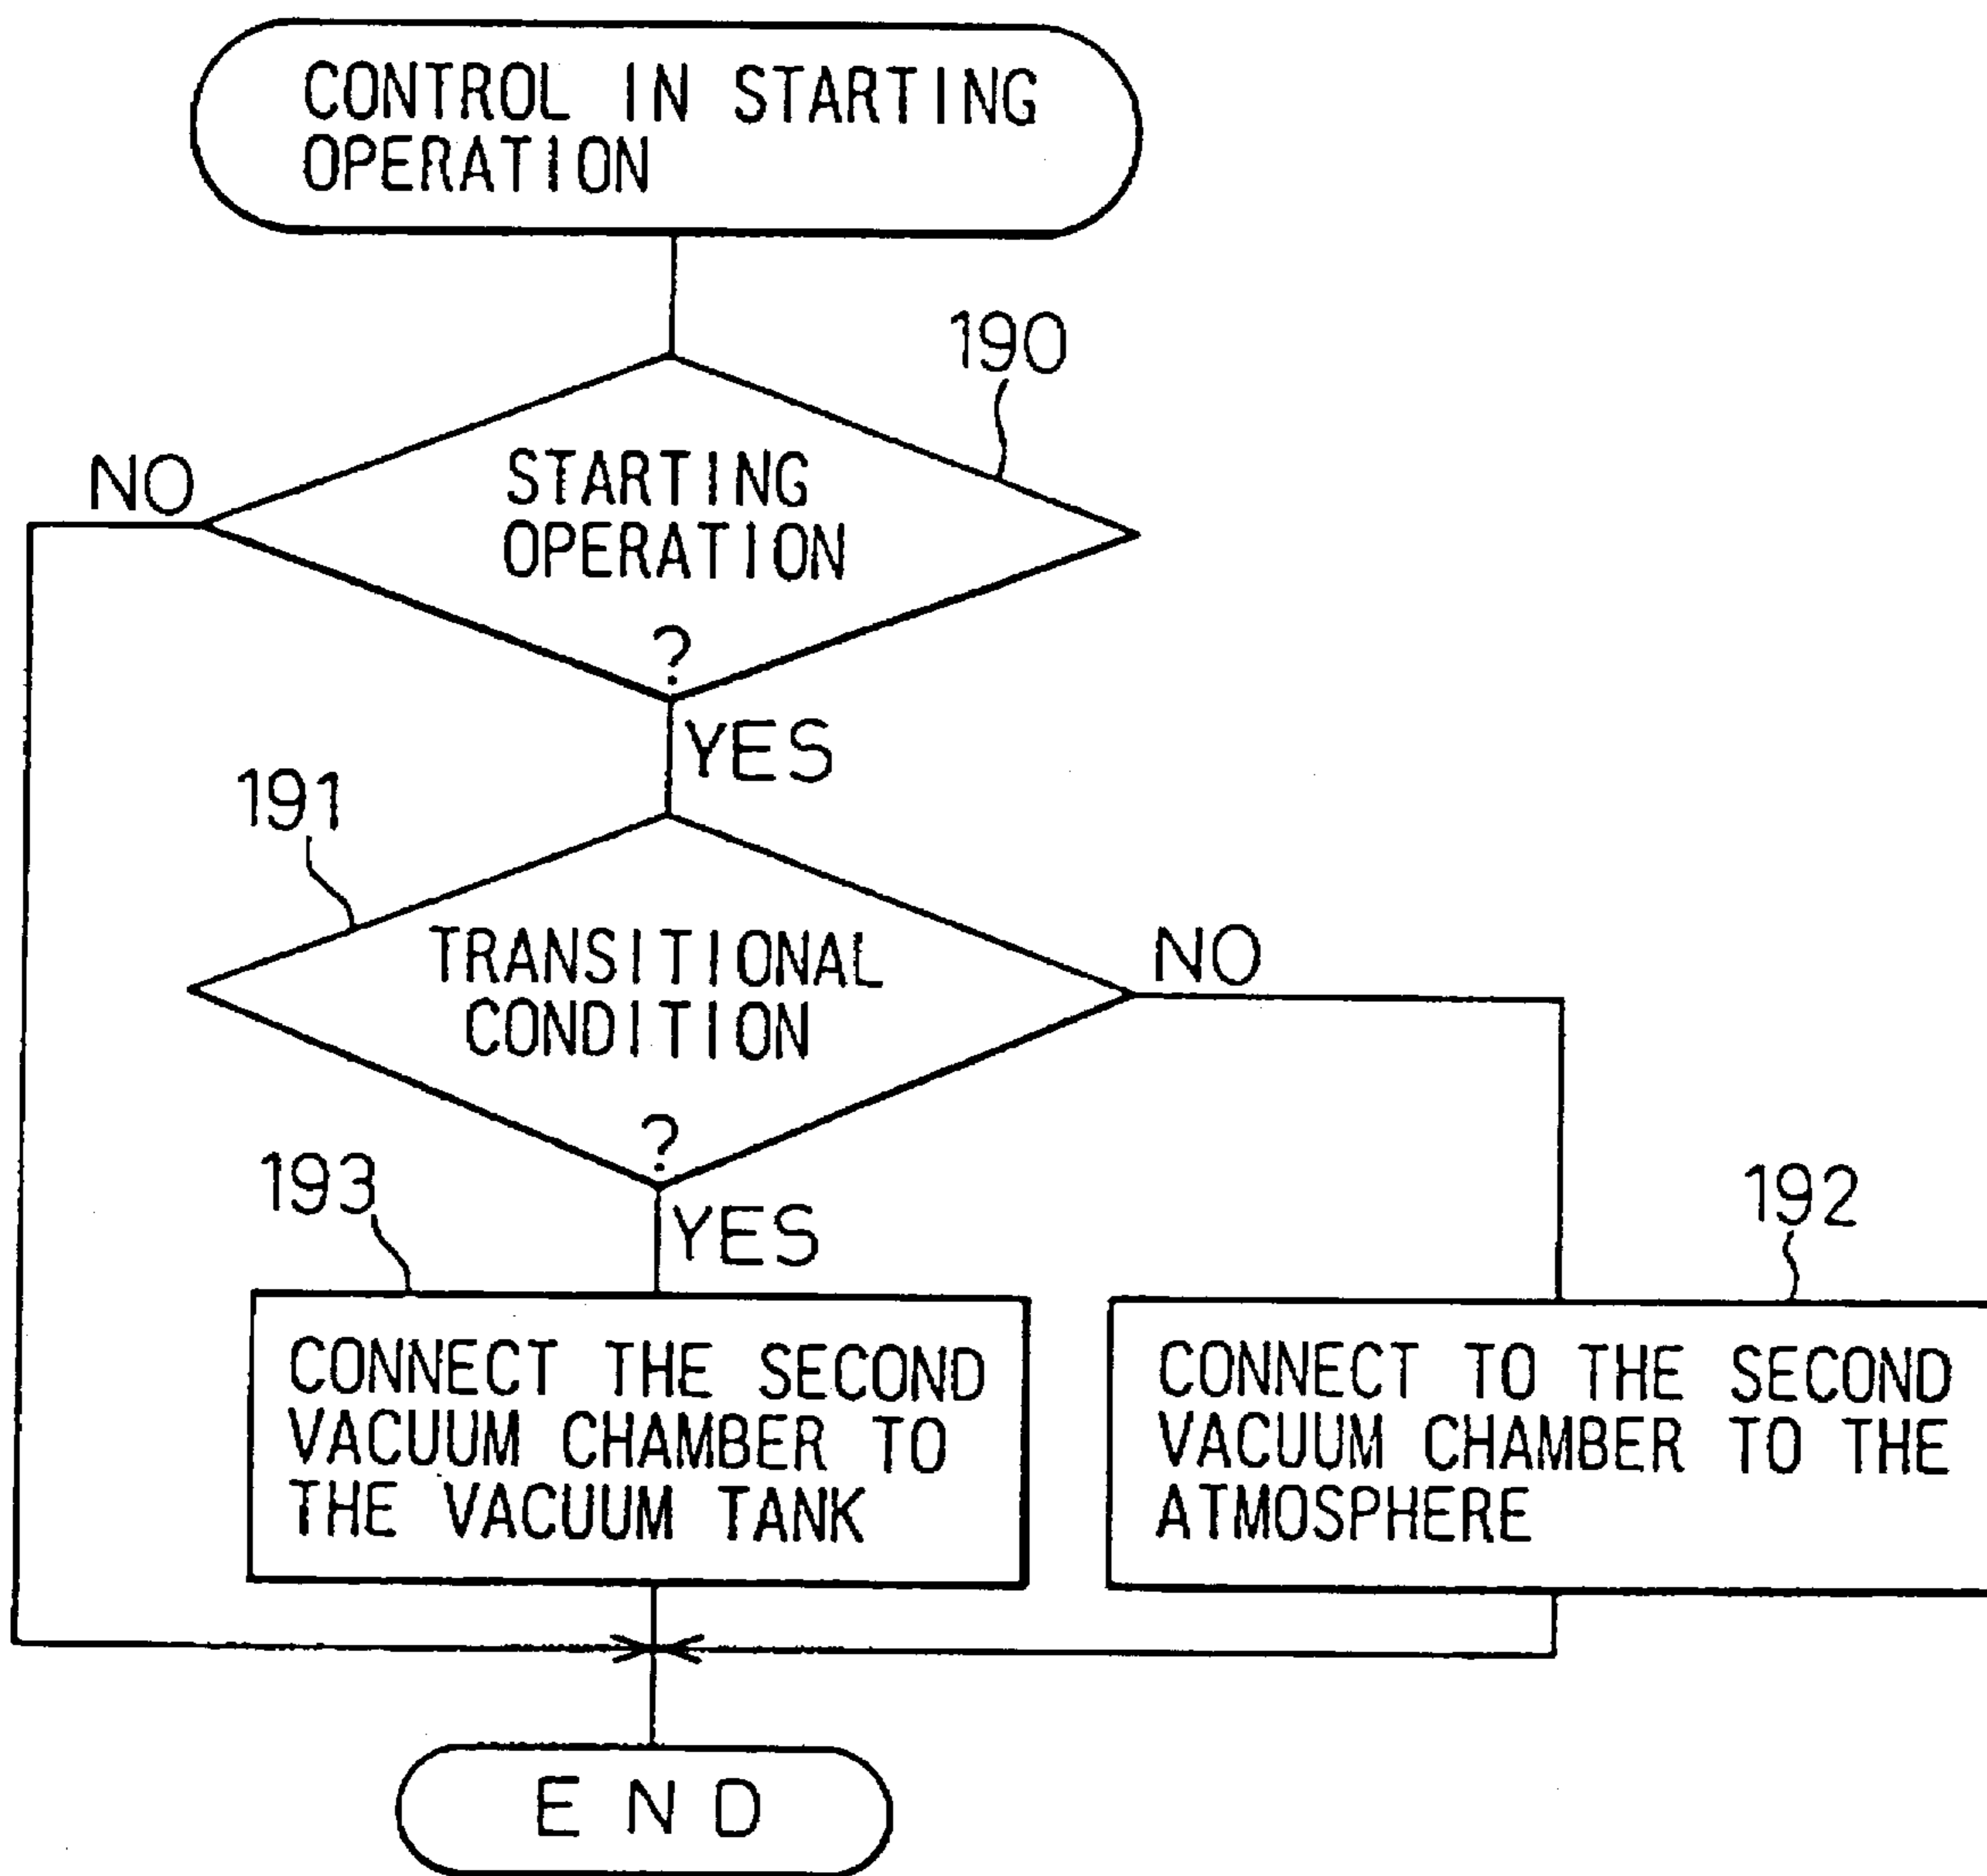 CONTROL IN STARTING
OPERATION
190
NO
STARTING
OPERATION
?
YES
191
TRANSITIONAL
CONDITION
?
NO
193
YES
192
CONNECT THE SECOND
VACUUM CHAMBER TO
THE VACUUM TANK
CONNECT TO THE SECOND
VACUUM CHAMBER TO THE
ATMOSPHERE
END